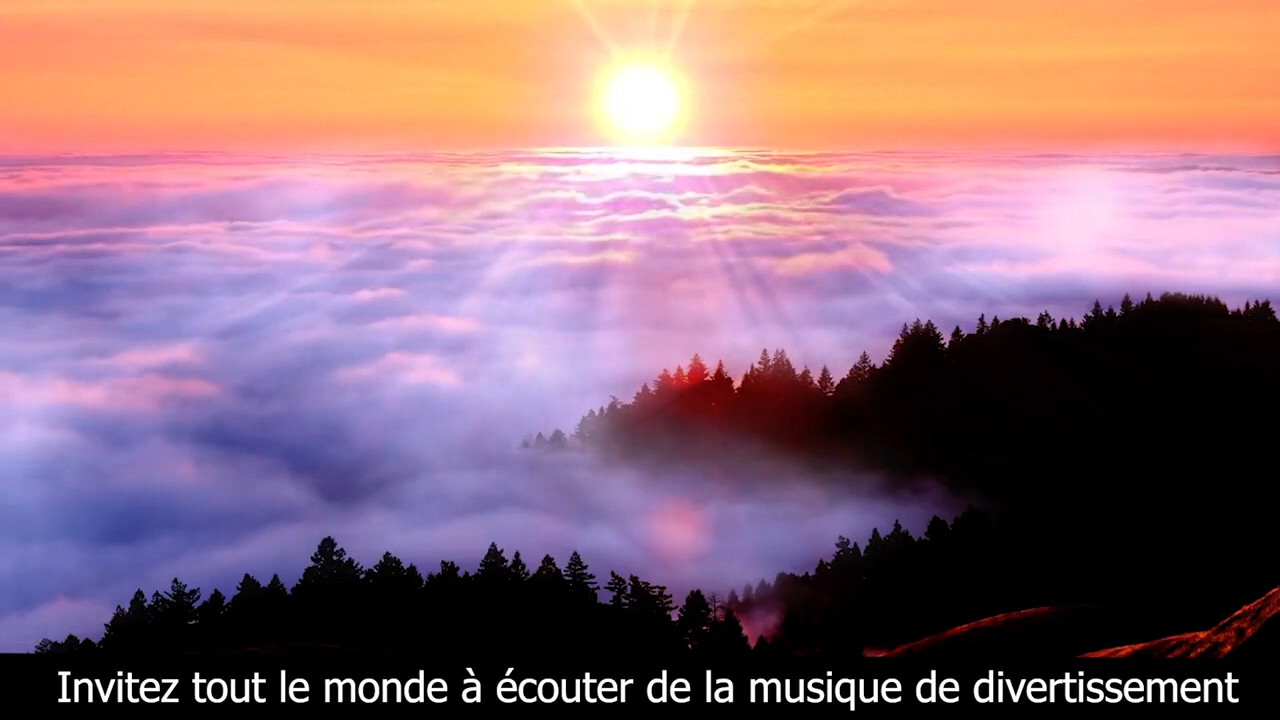 Invitez tout le monde à écouter de la musique de divertissement